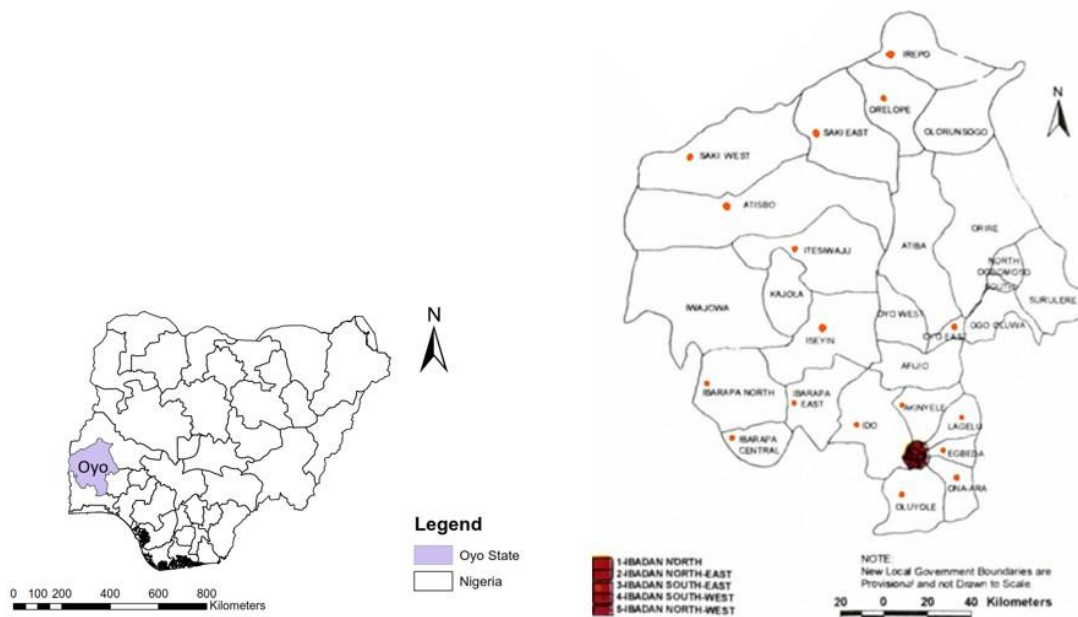 Oyo
N
Legend
Oyo State
Nigeria
0 100 200 400 600 800
Kilometers
IREPO
ORELOPE
N
SAKI EAST
OLORUNSOGO
SAKI WEST
ATISBO
ORIRE
ITESIWAJU
ATIBA
NORTH
OGBOMOSO
SOUTH
KAJOLA
SURULERE
IWAJOWA
OYO WEST
OGO OLUWA
OYO EAST
ISEYIN
AFIJIO
IBARAPA NORTH
IBARAPA
EAST
AKINYELE
LAGELU
IDO
IBARAPA
CENTRAL
EGBEDA
ONA-ARA
OLUYOLE
1-IBADAN NORTH
2-IBADAN NORTH-EAST
3-IBADAN SOUTH-EAST
4-IBADAN SOUTH-WEST
5-IBADAN NORTH-WEST
NOTE:
New Local Government Boundaries are
Provisional and not Drawn to Scale.
20 0 20 40 Kilometers